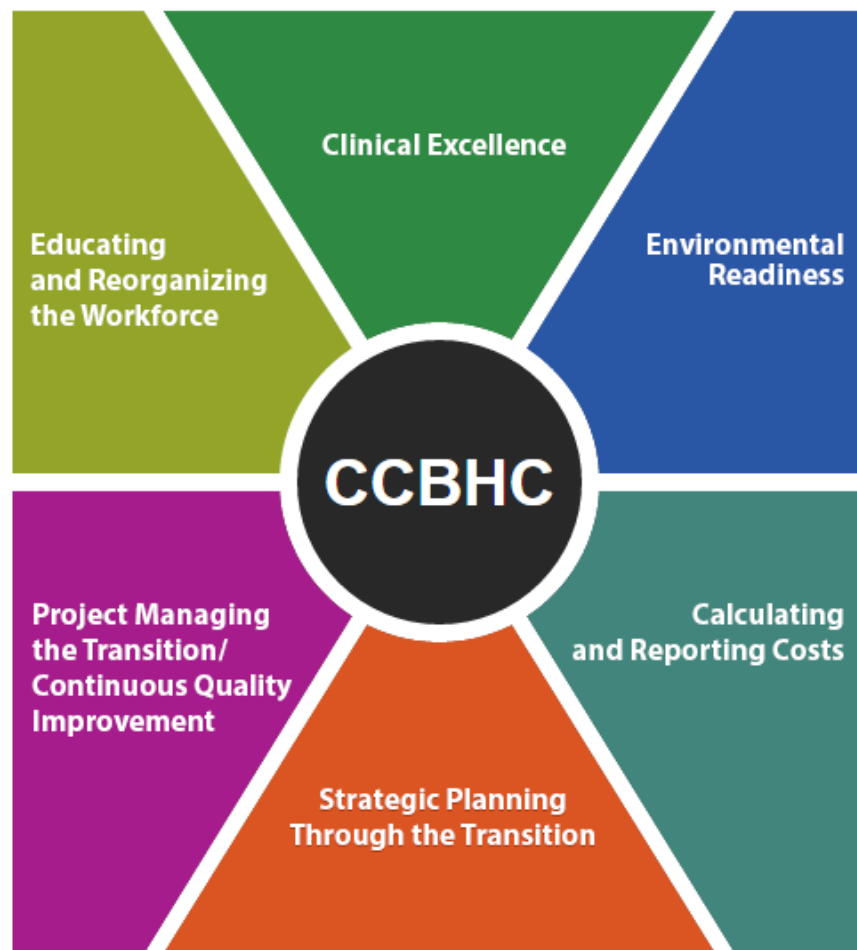 Clinical Excellence
Educating
and Reorganizing
the Workforce
Environmental
Readiness
CCBHC
Project Managing
the Transition/
Continuous Quality
Improvement
Calculating
and Reporting Costs
Strategic Planning
Through the Transition